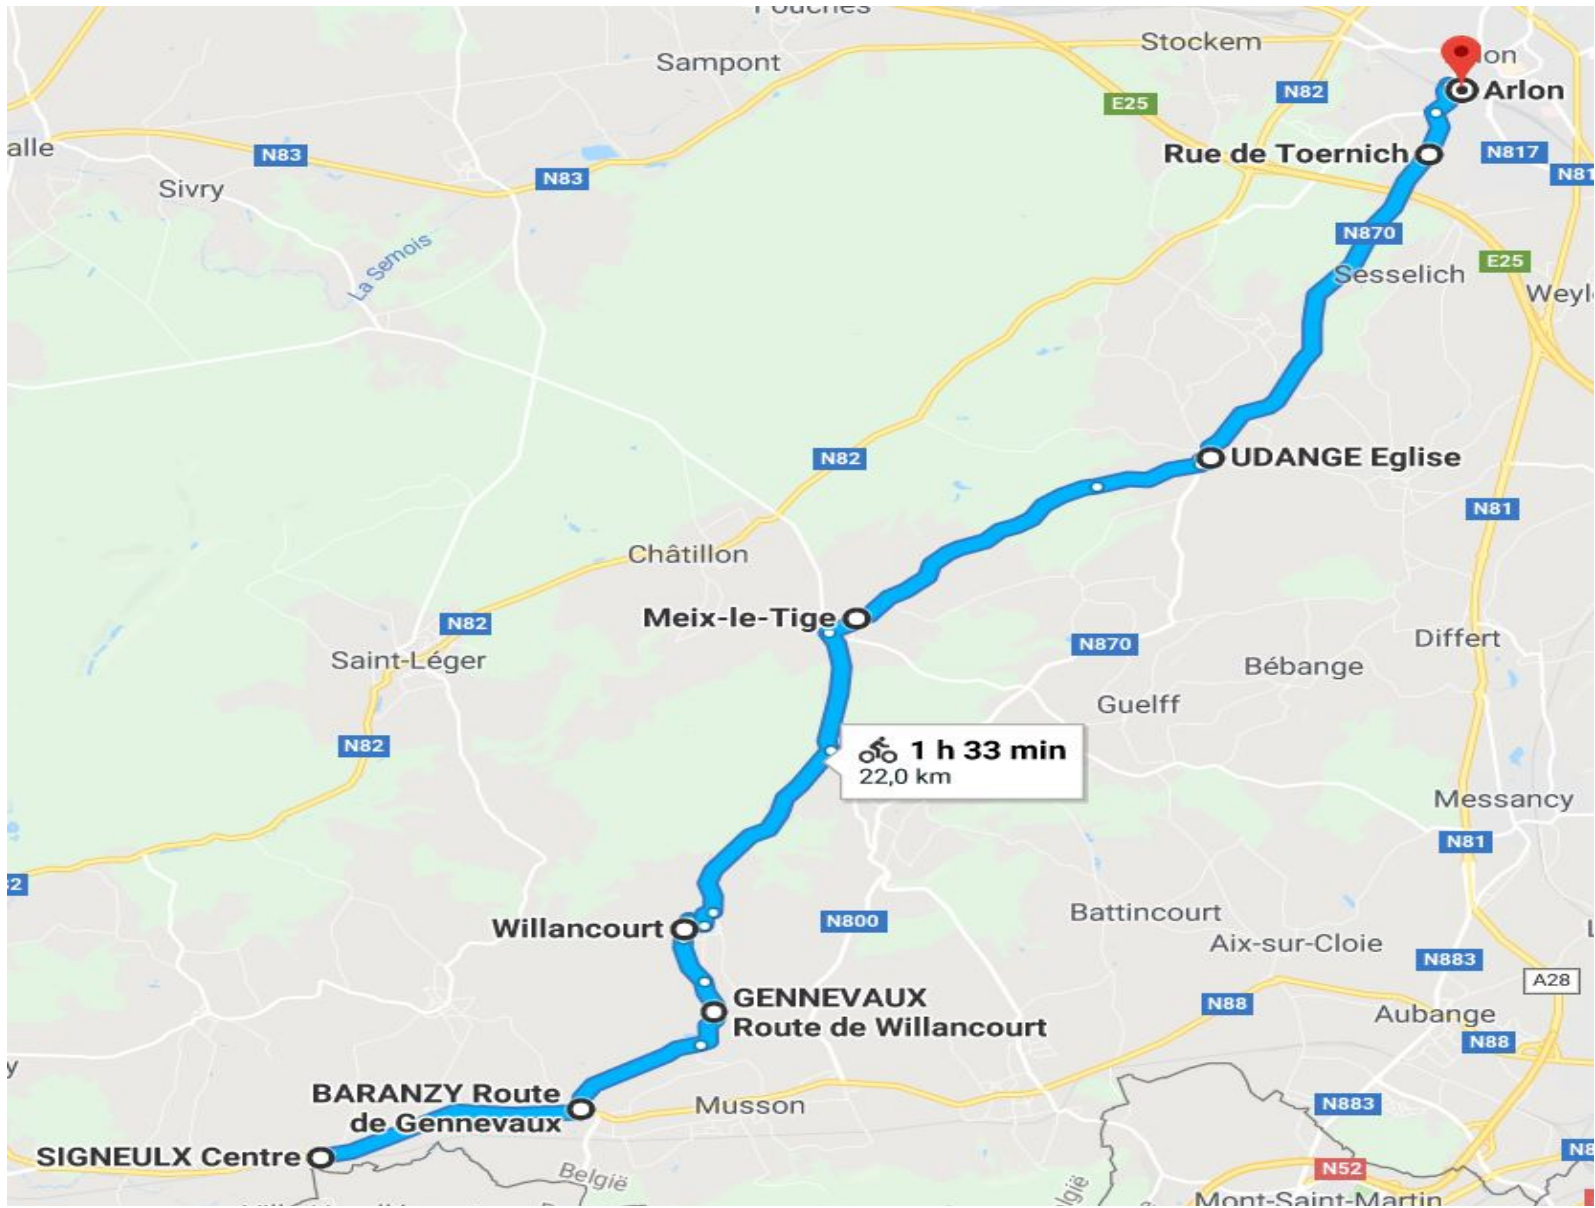 Sampont
Stockem
Arlon
N82
E25
N83
alle
Rue de Toernich
N817
N83
Sivry
N870
La Semois
E25
Sesselich
N82
UDANGE Eglise
N81
Châtillon
Meix-le-Tige
N82
Differt
N870
Saint-Léger
Bébange
Guelff
N82
1 h 33 min
22,0 km
Messancy
N81
Battincourt
N800
Willancourt
Aix-sur-Cloie
N883
A28
GENNEVAUX
Route de Willancourt
N88
Aubange
N88
BARANZY Route
de Gennevaux
Musson
N883
SIGNEULX Centre
België
N52
Mont-Saint-Martin